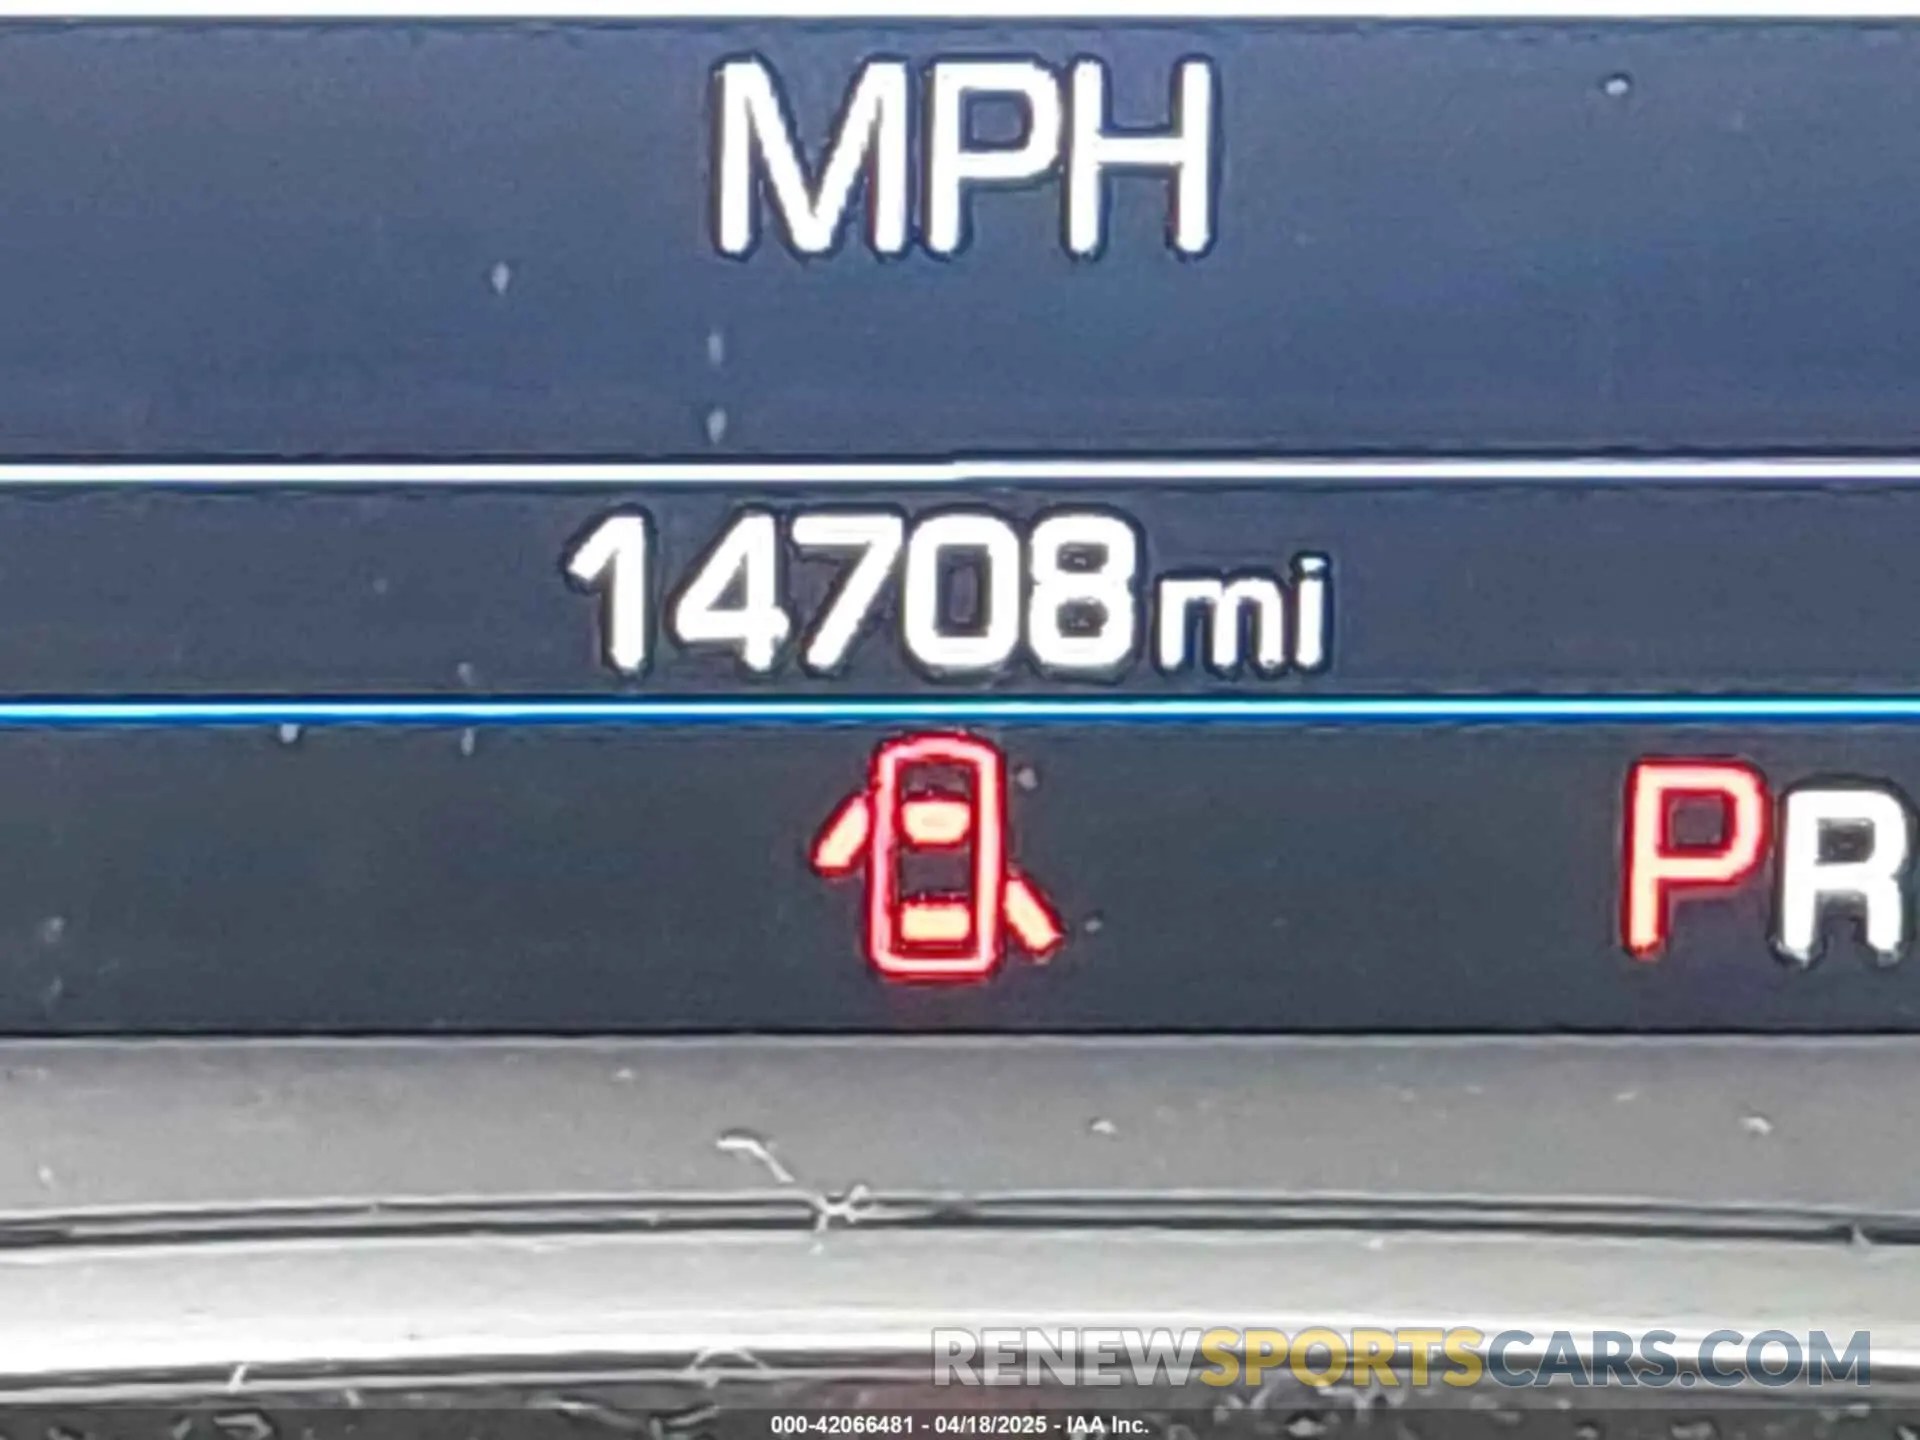 MPH
14708mi
PR
RENEWSPORTSCARS.COM
000-42066481 - 04/18/2025 - IAA Inc.